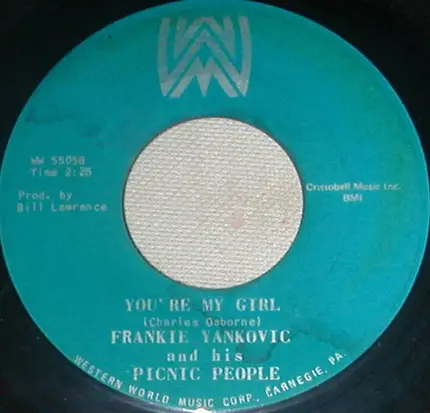 WW 55058
Time 2:25
Prod. by
Bill Lawrence
Cristobell Music Inc.
BMI
YOU'RE MY GIRL
(Charles Osborne)
FRANKIE YANKOVIC
and his
PICNIC PEOPLE
WESTERN WORLD MUSIC CORP. CARNEGIE, PA.